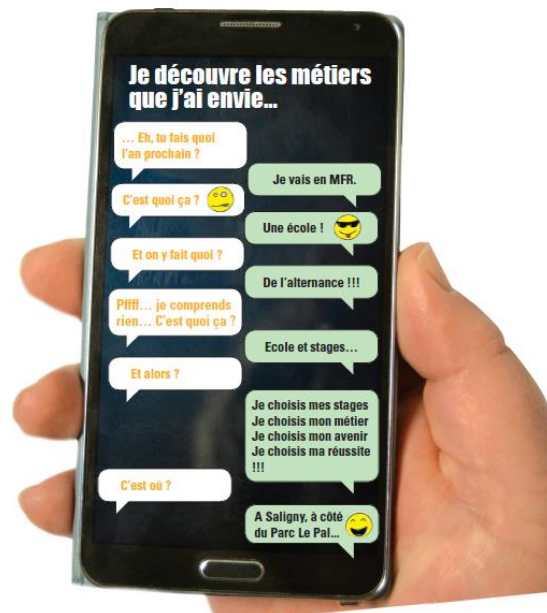 Je découvre les métiers
que j'ai envie...
... Eh, tu fais quoi
l'an prochain ?
Je vais en MFR.
C'est quoi ça ?
Une école !
Et on y fait quoi ?
De l'alternance !!!
Pffff... je comprends
rien... C'est quoi ça ?
Ecole et stages...
Et alors ?
Je choisis mes stages
Je choisis mon métier
Je choisis mon avenir
Je choisis ma réussite
!!!
C'est où ?
A Saligny, à côté
du Parc Le Pal...